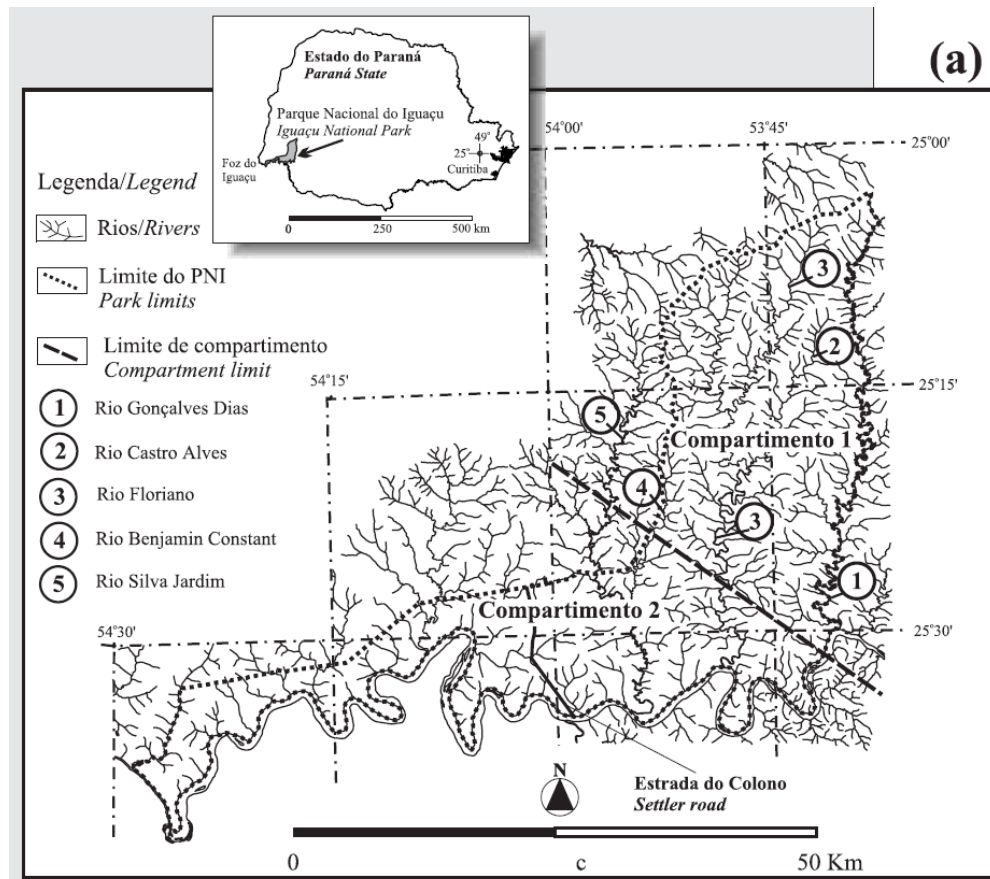 (a)
Estado do Paraná
Paraná State
Parque Nacional do Iguaçu
Iguaçu National Park
Foz do
Iguaçu
49°
25°
Curitiba
0 250 500 km
54°00' 53°45'
25°00'
Legenda/Legend
Rios/Rivers
Limite do PNI
Park limits
Limite de compartimento
Compartment limit
1 Rio Gonçalves Dias
2 Rio Castro Alves
3 Rio Floriano
4 Rio Benjamin Constant
5 Rio Silva Jardim
3
2
54°15'
25°15'
5
Compartimento 1
4
3
1
Compartimento 2
54°30'
25°30'
N
Estrada do Colono
Settler road
0 c 50 Km